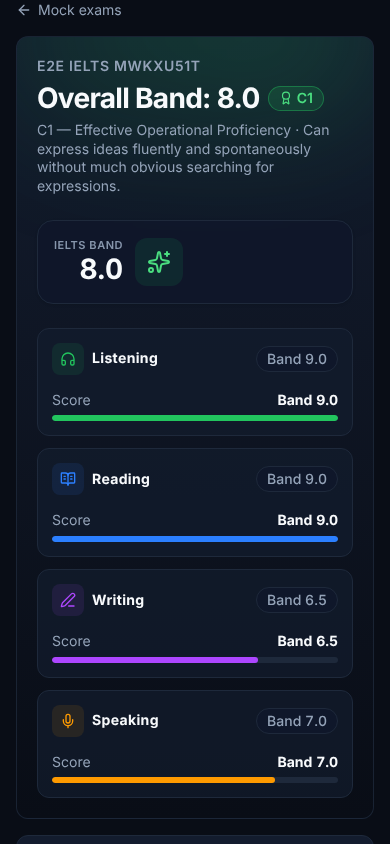 Mock exams
E2E IELTS MWKXU51T
Overall Band: 8.0
C1
C1 — Effective Operational Proficiency · Can
express ideas fluently and spontaneously
without much obvious searching for
expressions.
IELTS BAND
8.0
Listening
Band 9.0
Score
Band 9.0
Reading
Band 9.0
Score
Band 9.0
Writing
Band 6.5
Score
Band 6.5
Speaking
Band 7.0
Score
Band 7.0